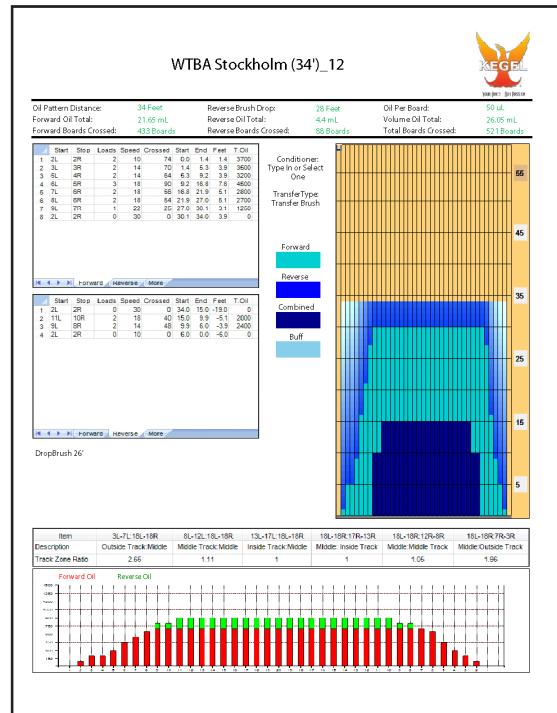 WTBA Stockholm (34')_12
KEGEL
Oil Pattern Distance: 34 Feet Reverse Brush Drop: 28 Feet Oil Per Board: 50 uL
Forward Oil Total: 21.65 mL Reverse Oil Total: 4.4 mL Volume Oil Total: 26.05 mL
Forward Boards Crossed: 433 Boards Reverse Boards Crossed: 88 Boards Total Boards Crossed: 521 Boards
Start Stop Loads Speed Crossed Start End Feet T.Oil
1 2L 2R 2 10 74 0.0 1.4 1.4 3700
2 3L 3R 2 14 70 1.4 5.3 3.9 3500
3 5L 4R 2 14 64 5.3 9.2 3.9 3200
4 6L 5R 3 18 90 9.2 16.8 7.6 4500
5 7L 6R 2 18 56 16.8 21.9 5.1 2800
6 8L 6R 2 18 54 21.9 27.0 5.1 2700
7 9L 7R 1 22 25 27.0 30.1 3.1 1250
8 2L 2R 0 30 0 30.1 34.0 3.9 0
Forward Reverse More
Start Stop Loads Speed Crossed Start End Feet T.Oil
1 2L 2R 0 30 0 34.0 15.0 -19.0 0
2 11L 10R 2 18 40 15.0 9.9 -5.1 2000
3 9L 8R 2 14 48 9.9 6.0 -3.9 2400
4 2L 2R 0 10 0 6.0 0.0 -6.0 0
Forward Reverse More
DropBrush 26'
Conditioner:
Type In or Select
One
TransferType:
Transfer Brush
Forward
Reverse
Combined
Buff
55
45
35
25
15
5
Item 3L-7L:18L-18R 8L-12L:18L-18R 13L-17L:18L-18R 18L-18R:17R-13R 18L-18R:12R-8R 18L-18R:7R-3R
Description Outside Track:Middle Middle Track:Middle Inside Track:Middle Middle: Inside Track Middle:Middle Track Middle:Outside Track
Track Zone Ratio 2.66 1.11 1 1 1.05 1.96
Forward Oil Reverse Oil